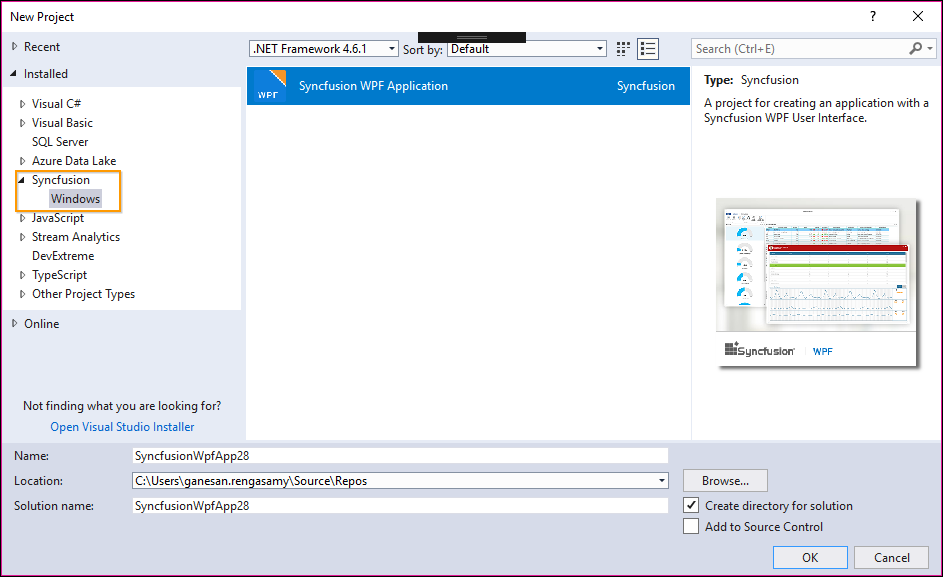 New Project
?
Recent
Installed
Visual C#
Visual Basic
SQL Server
Azure Data Lake
Syncfusion
Windows
JavaScript
Stream Analytics
DevExtreme
TypeScript
Other Project Types
Online
Not finding what you are looking for?
Open Visual Studio Installer
.NET Framework 4.6.1
Sort by: Default
Search (Ctrl+E)
WPF
Syncfusion WPF Application Syncfusion
Type: Syncfusion
A project for creating an application with a
Syncfusion WPF User Interface.
Syncfusion WPF
Name: SyncfusionWpfApp28
Location: C:\Users\ganesan.rengasamy\Source\Repos
Browse...
Solution name: SyncfusionWpfApp28
Create directory for solution
Add to Source Control
OK Cancel